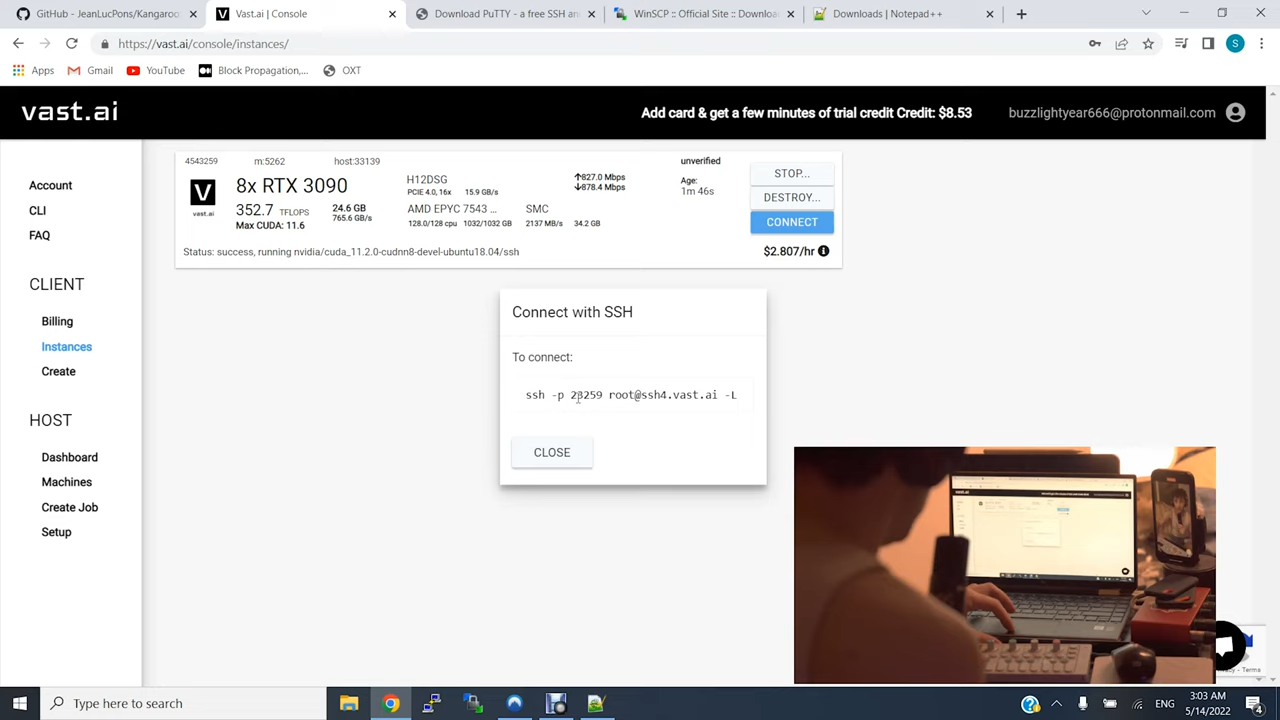 GitHub - JeanLucPons/Kangaroo
Vast.ai | Console
Download PuTTY - a free SSH and
WinSCP :: Official Site :: Downloa
Downloads | Notepad++
https://vast.ai/console/instances/
S
Apps
Gmail
YouTube
Block Propagation,...
OXT
vast.ai
Add card & get a few minutes of trial credit Credit: $8.53
buzzlightyear666@protonmail.com
Account
CLI
FAQ
CLIENT
Billing
Instances
Create
HOST
Dashboard
Machines
Create Job
Setup
4543259
m:5262
host:33139
V
vast.ai
8x RTX 3090
352.7 TFLOPS
Max CUDA: 11.6
24.6 GB
765.6 GB/s
H12DSG
PCIE 4.0, 16x 15.9 GB/s
AMD EPYC 7543 ...
128.0/128 cpu 1032/1032 GB
SMC
2137 MB/s 34.2 GB
↑827.0 Mbps
↓878.4 Mbps
unverified
Age:
1m 46s
STOP...
DESTROY...
CONNECT
$2.807/hr
Status: success, running nvidia/cuda_11.2.0-cudnn8-devel-ubuntu18.04/ssh
Connect with SSH
To connect:
ssh -p 23259 root@ssh4.vast.ai -L
CLOSE
- Terms
Type here to search
ENG
3:03 AM
5/14/2022
4